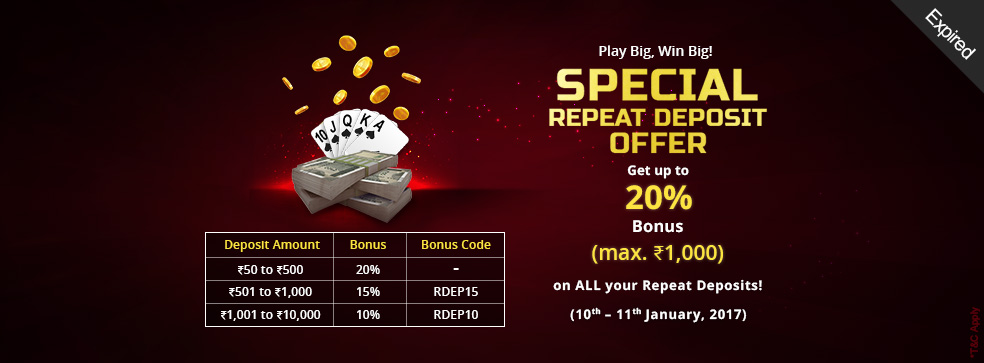 Expired
Play Big, Win Big!
SPECIAL
REPEAT DEPOSIT
OFFER
Get up to
20%
Bonus
(max. ₹1,000)
on ALL your Repeat Deposits!
(10th – 11th January, 2017)
Deposit Amount Bonus Bonus Code
₹50 to ₹500 20% -
₹501 to ₹1,000 15% RDEP15
₹1,001 to ₹10,000 10% RDEP10
10 J Q K A
*T&C Apply